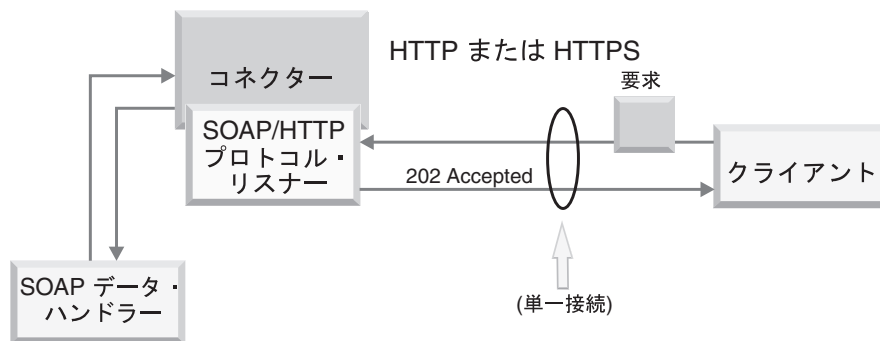 HTTP または HTTPS
コネクター
要求
SOAP/HTTP
プロトコル・
リスナー
202 Accepted
クライアント
SOAP データ・
ハンドラー
(単一接続)